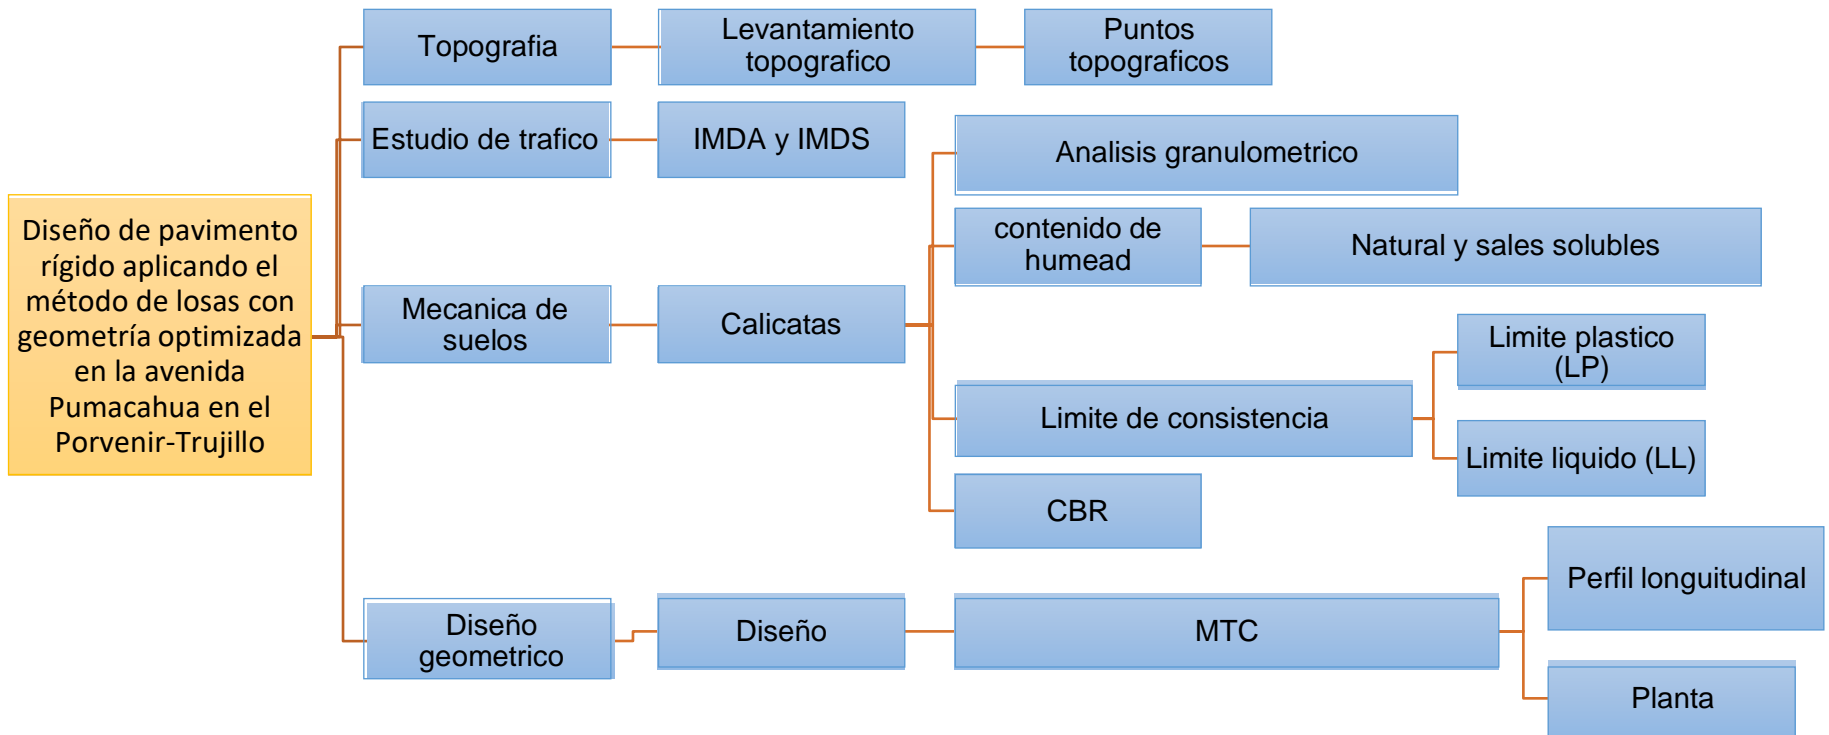 Topografia
Levantamiento
topografico
Puntos
topograficos
Estudio de trafico
IMDA y IMDS
Analisis granulometrico
Diseño de pavimento
rígido aplicando el
método de losas con
geometría optimizada
en la avenida
Pumacahua en el
Porvenir-Trujillo
contenido de
humead
Natural y sales solubles
Mecanica de
suelos
Calicatas
Limite plastico
(LP)
Limite de consistencia
Limite liquido (LL)
CBR
Diseño
geometrico
Diseño
MTC
Perfil longuitudinal
Planta